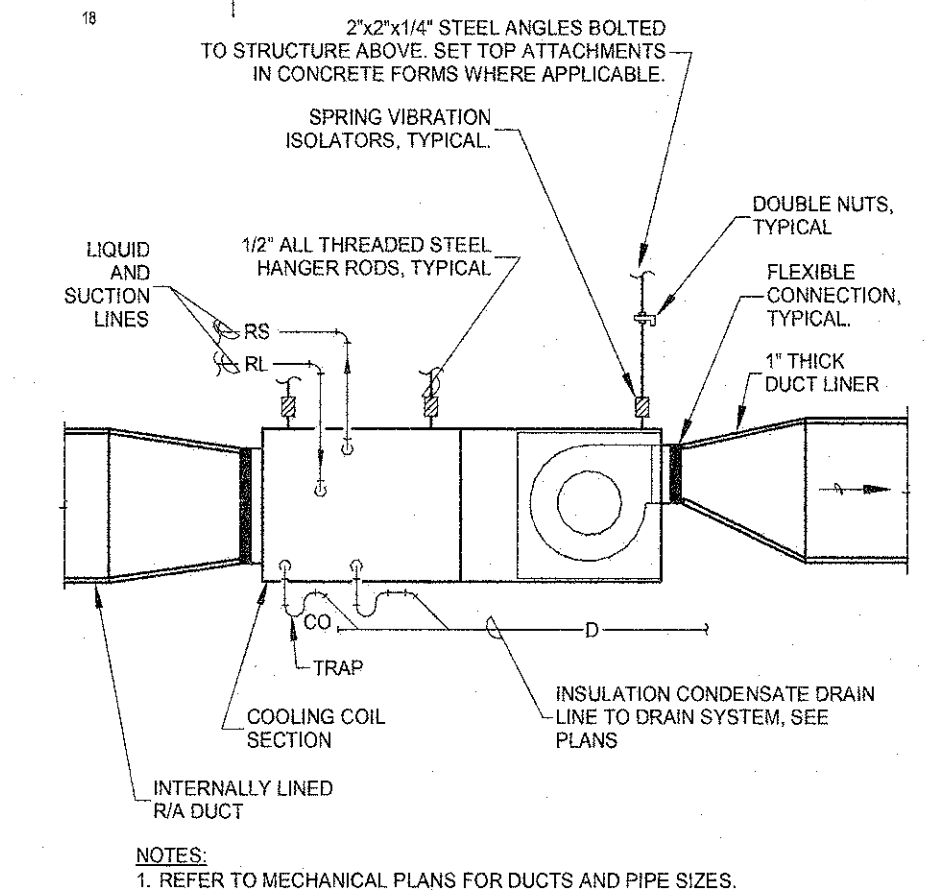 18
2"x2"x1/4" STEEL ANGLES BOLTED
TO STRUCTURE ABOVE. SET TOP ATTACHMENTS
IN CONCRETE FORMS WHERE APPLICABLE.
SPRING VIBRATION
ISOLATORS, TYPICAL.
DOUBLE NUTS,
TYPICAL
LIQUID
AND
SUCTION
LINES
1/2" ALL THREADED STEEL
HANGER RODS, TYPICAL
FLEXIBLE
CONNECTION,
TYPICAL.
RS
RL
1" THICK
DUCT LINER
CO
D
TRAP
COOLING COIL
SECTION
INSULATION CONDENSATE DRAIN
LINE TO DRAIN SYSTEM, SEE
PLANS
INTERNALLY LINED
R/A DUCT
NOTES:
1. REFER TO MECHANICAL PLANS FOR DUCTS AND PIPE SIZES.